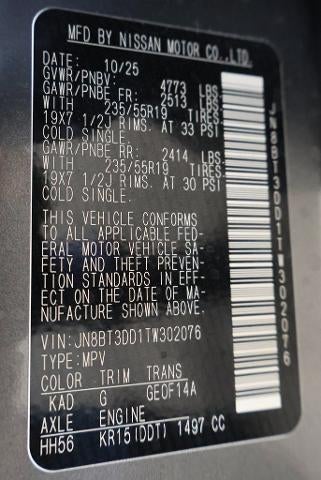 MFD BY NISSAN MOTOR CO.,LTD.
DATE: 10/25
GVWR/PNBV: 4773 LBS
GAWR/PNBE FR: 2513 LBS
WITH 235/55R19 TIRES
19X7 1/2J RIMS. AT 33 PSI
COLD SINGLE.
GAWR/PNBE RR: 2414 LBS
WITH 235/55R19 TIRES
19X7 1/2J RIMS. AT 30 PSI
COLD SINGLE.
THIS VEHICLE CONFORMS
TO ALL APPLICABLE FED-
ERAL MOTOR VEHICLE SA-
FETY AND THEFT PREVEN-
TION STANDARDS IN EFF-
ECT ON THE DATE OF MA-
NUFACTURE SHOWN ABOVE.
VIN:JN8BT3DD1TW302076
TYPE:MPV
COLOR TRIM TRANS
KAD G GE0F14A
AXLE ENGINE
HH56 KR15(DDT) 1497 CC
JN8BT3DD1TW302076